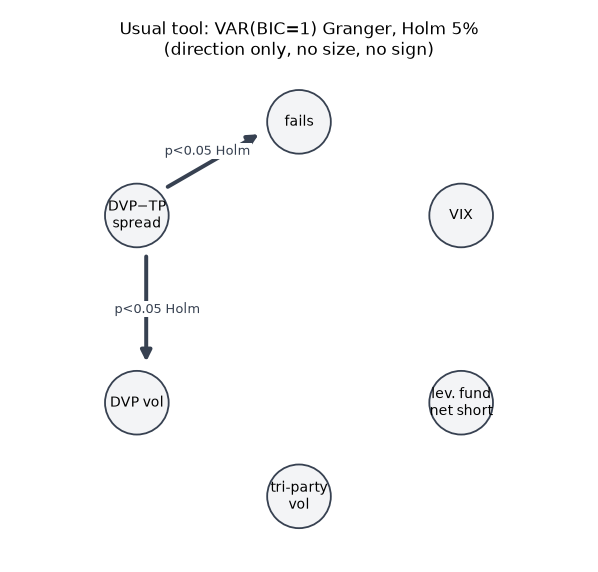 Usual tool: VAR(BIC=1) Granger, Holm 5%
(direction only, no size, no sign)
fails
p<0.05 Holm
DVP−TP
spread
VIX
p<0.05 Holm
DVP vol
lev. fund
net short
tri-party
vol